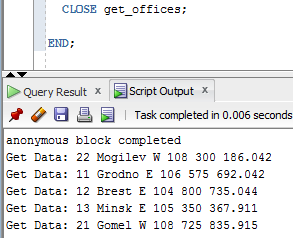 CLOSE get_offices;
END;
Query Result x Script Output x
Task completed in 0.006 seconds
anonymous block completed
Get Data: 22 Mogilev W 108 300 186.042
Get Data: 11 Grodno E 106 575 692.042
Get Data: 12 Brest E 104 800 735.044
Get Data: 13 Minsk E 105 350 367.911
Get Data: 21 Gomel W 108 725 835.915